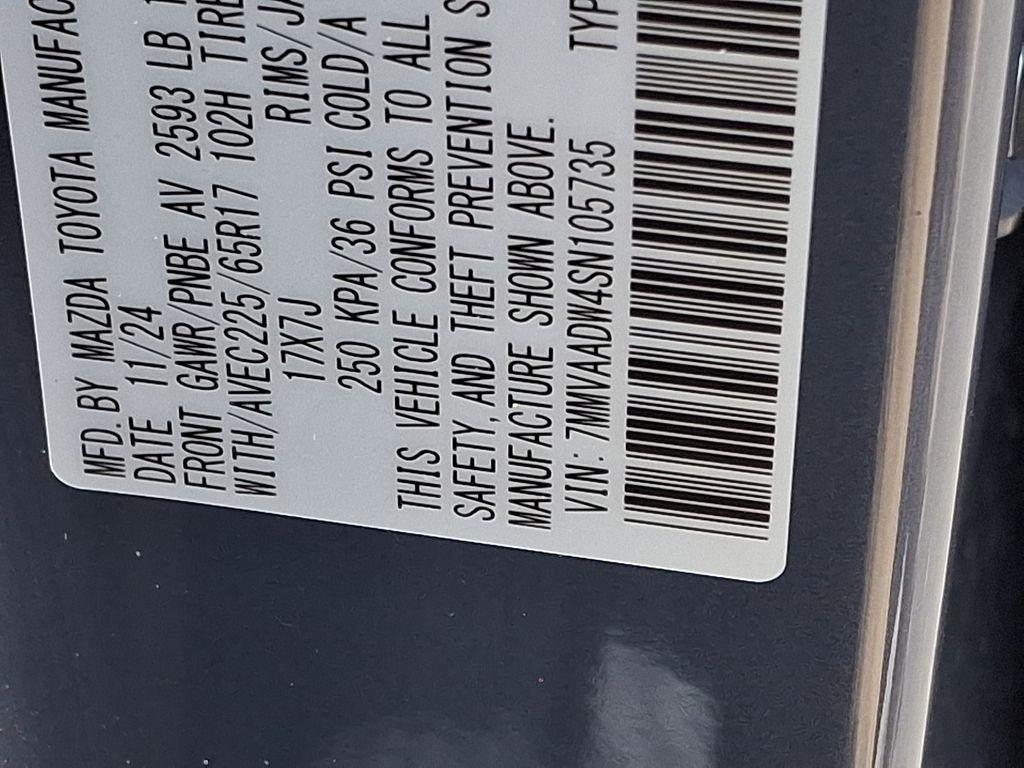 MFD. BY MAZDA TOYOTA MANUFAC
DATE 11/24
FRONT GAWR/PNBE AV 2593 LB
WITH/AVEC225/65R17 102H TIRE
17X7J RIMS/JA
250 KPA/36 PSI COLD/A
THIS VEHICLE CONFORMS TO ALL
SAFETY, AND THEFT PREVENTION S
MANUFACTURE SHOWN ABOVE.
VIN: 7MMVAADW4SN105735 TYP